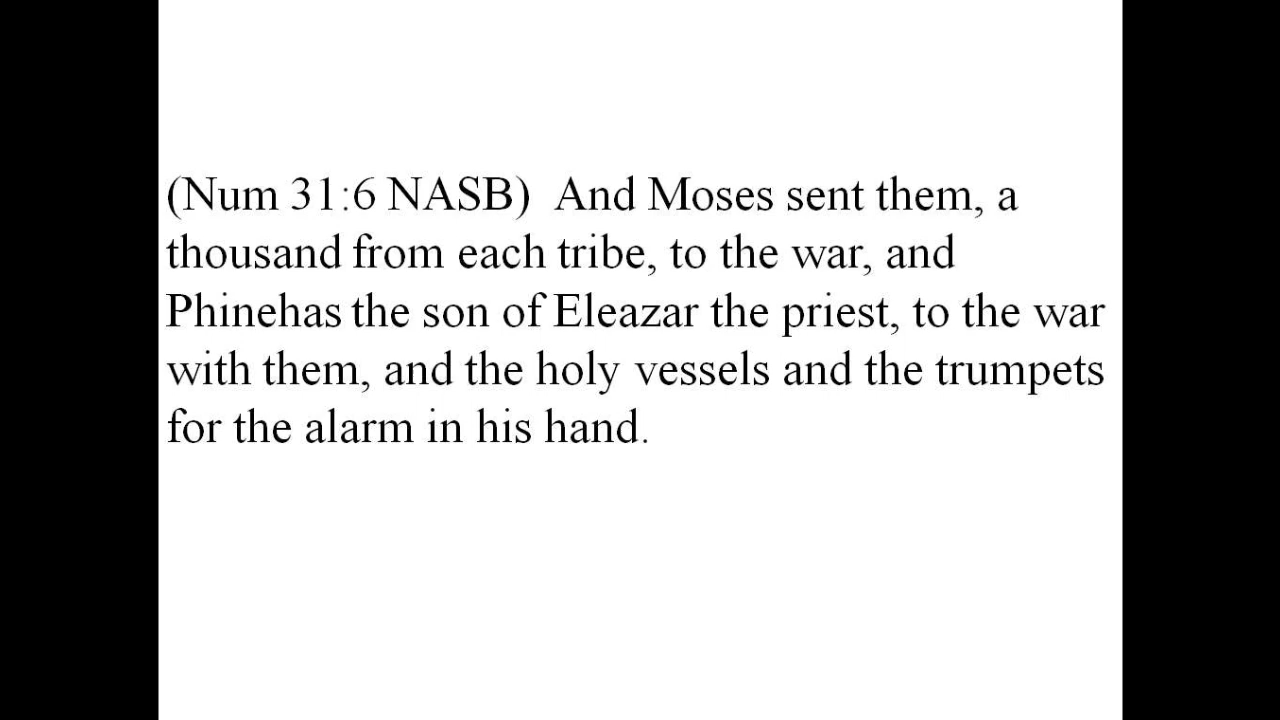 (Num 31:6 NASB)  And Moses sent them, a
thousand from each tribe, to the war, and
Phinehas the son of Eleazar the priest, to the war
with them, and the holy vessels and the trumpets
for the alarm in his hand.